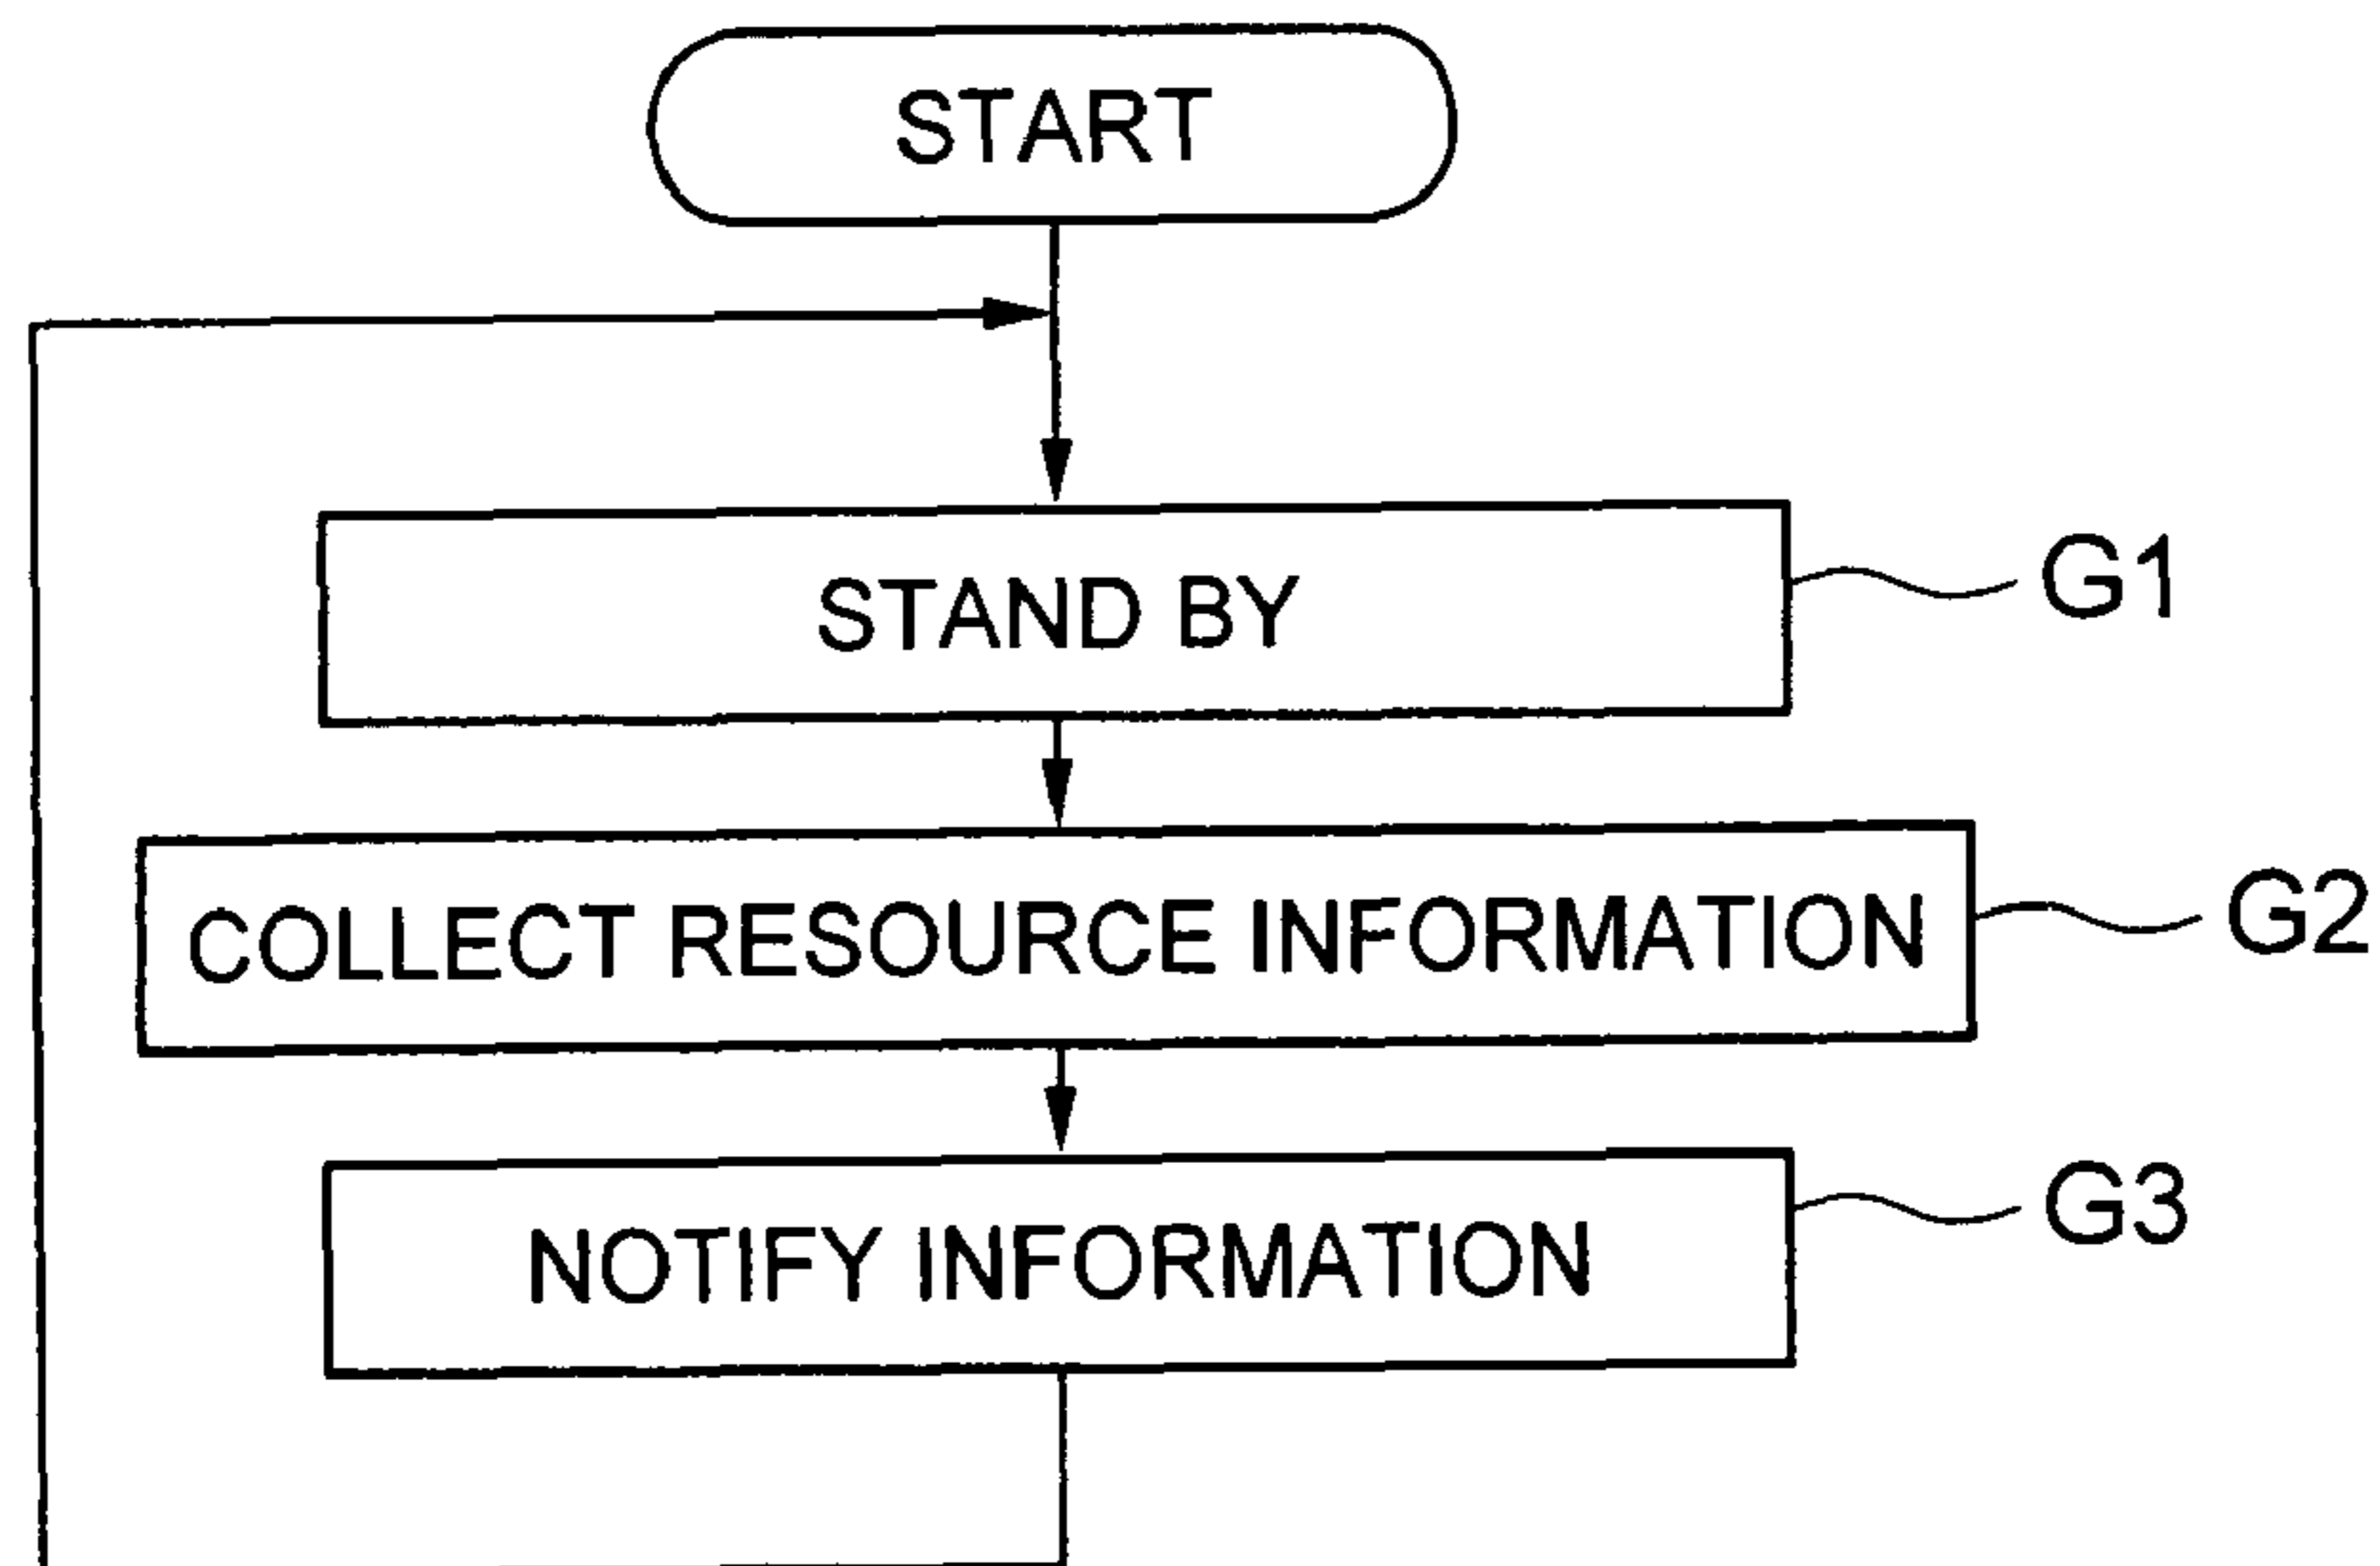 START
STAND BY
G1
COLLECT RESOURCE INFORMATION
G2
NOTIFY INFORMATION
G3